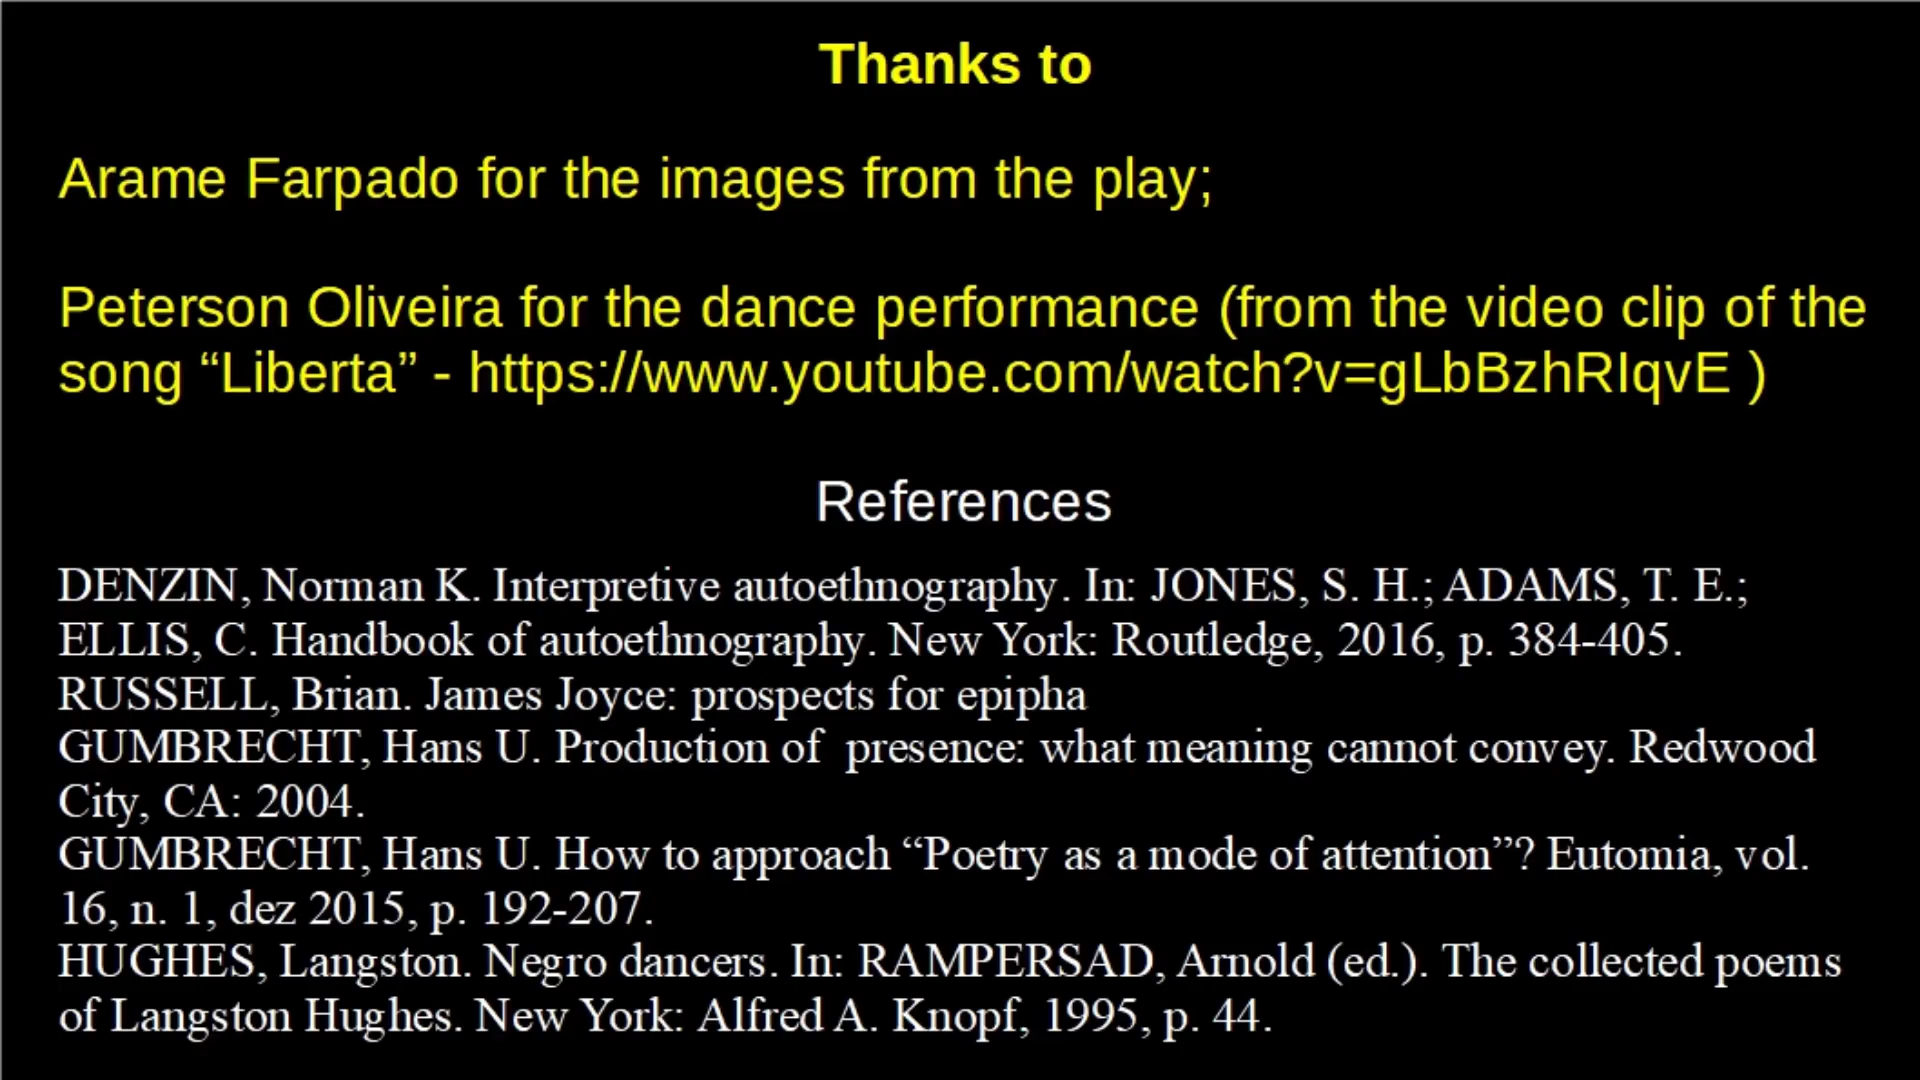 Thanks to
Arame Farpado for the images from the play;
Peterson Oliveira for the dance performance (from the video clip of the
song “Liberta” - https://www.youtube.com/watch?v=gLbBzhRIqvE )
References
DENZIN, Norman K. Interpretive autoethnography. In: JONES, S. H.; ADAMS, T. E.;
ELLIS, C. Handbook of autoethnography. New York: Routledge, 2016, p. 384-405.
RUSSELL, Brian. James Joyce: prospects for epipha
GUMBRECHT, Hans U. Production of  presence: what meaning cannot convey. Redwood
City, CA: 2004.
GUMBRECHT, Hans U. How to approach “Poetry as a mode of attention”? Eutomia, vol.
16, n. 1, dez 2015, p. 192-207.
HUGHES, Langston. Negro dancers. In: RAMPERSAD, Arnold (ed.). The collected poems
of Langston Hughes. New York: Alfred A. Knopf, 1995, p. 44.